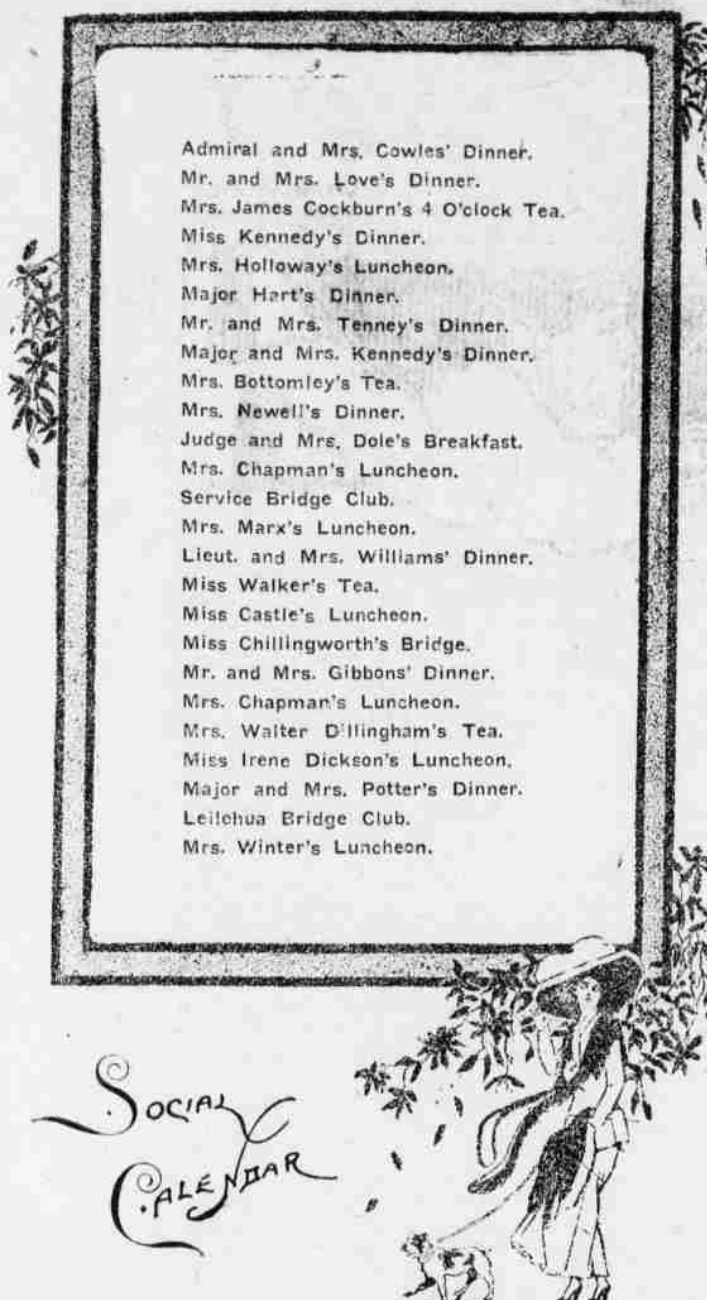 Admiral and Mrs. Cowles' Dinner.
Mr. and Mrs. Love's Dinner.
Mrs. James Cockburn's 4 O'clock Tea.
Miss Kennedy's Dinner.
Mrs. Holloway's Luncheon.
Major Hart's Dinner.
Mr. and Mrs. Tenney's Dinner.
Major and Mrs. Kennedy's Dinner.
Mrs. Bottomley's Tea.
Mrs. Newell's Dinner.
Judge and Mrs. Dole's Breakfast.
Mrs. Chapman's Luncheon.
Service Bridge Club.
Mrs. Marx's Luncheon.
Lieut. and Mrs. Williams' Dinner.
Miss Walker's Tea.
Miss Castle's Luncheon.
Miss Chillingworth's Bridge.
Mr. and Mrs. Gibbons' Dinner.
Mrs. Chapman's Luncheon.
Mrs. Walter Dillingham's Tea.
Miss Irene Dickson's Luncheon.
Major and Mrs. Potter's Dinner.
Leilehua Bridge Club.
Mrs. Winter's Luncheon.
SOCIAL
CALENDAR